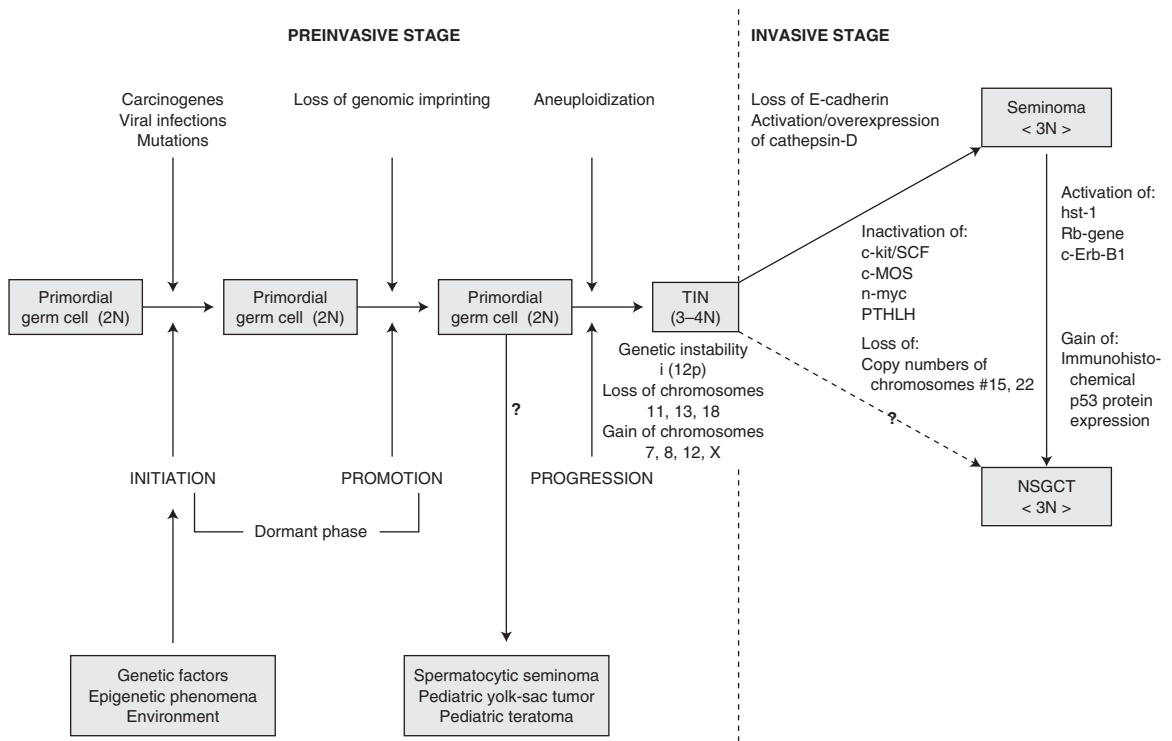 PREINVASIVE STAGE
INVASIVE STAGE
Carcinogenes
Viral infections
Mutations
Loss of genomic imprinting
Aneuploidization
Loss of E-cadherin
Activation/overexpression
of cathepsin-D
Seminoma
< 3N >
Activation of:
hst-1
Rb-gene
c-Erb-B1
Inactivation of:
c-kit/SCF
c-MOS
n-myc
PTHLH
Loss of:
Copy numbers of
chromosomes #15, 22
Gain of:
Immunohisto-
chemical
p53 protein
expression
Primordial
germ cell (2N)
Primordial
germ cell (2N)
Primordial
germ cell (2N)
TIN
(3–4N)
Genetic instability
i (12p)
Loss of chromosomes
11, 13, 18
Gain of chromosomes
7, 8, 12, X
?
?
INITIATION
PROMOTION
PROGRESSION
NSGCT
< 3N >
Dormant phase
Genetic factors
Epigenetic phenomena
Environment
Spermatocytic seminoma
Pediatric yolk-sac tumor
Pediatric teratoma